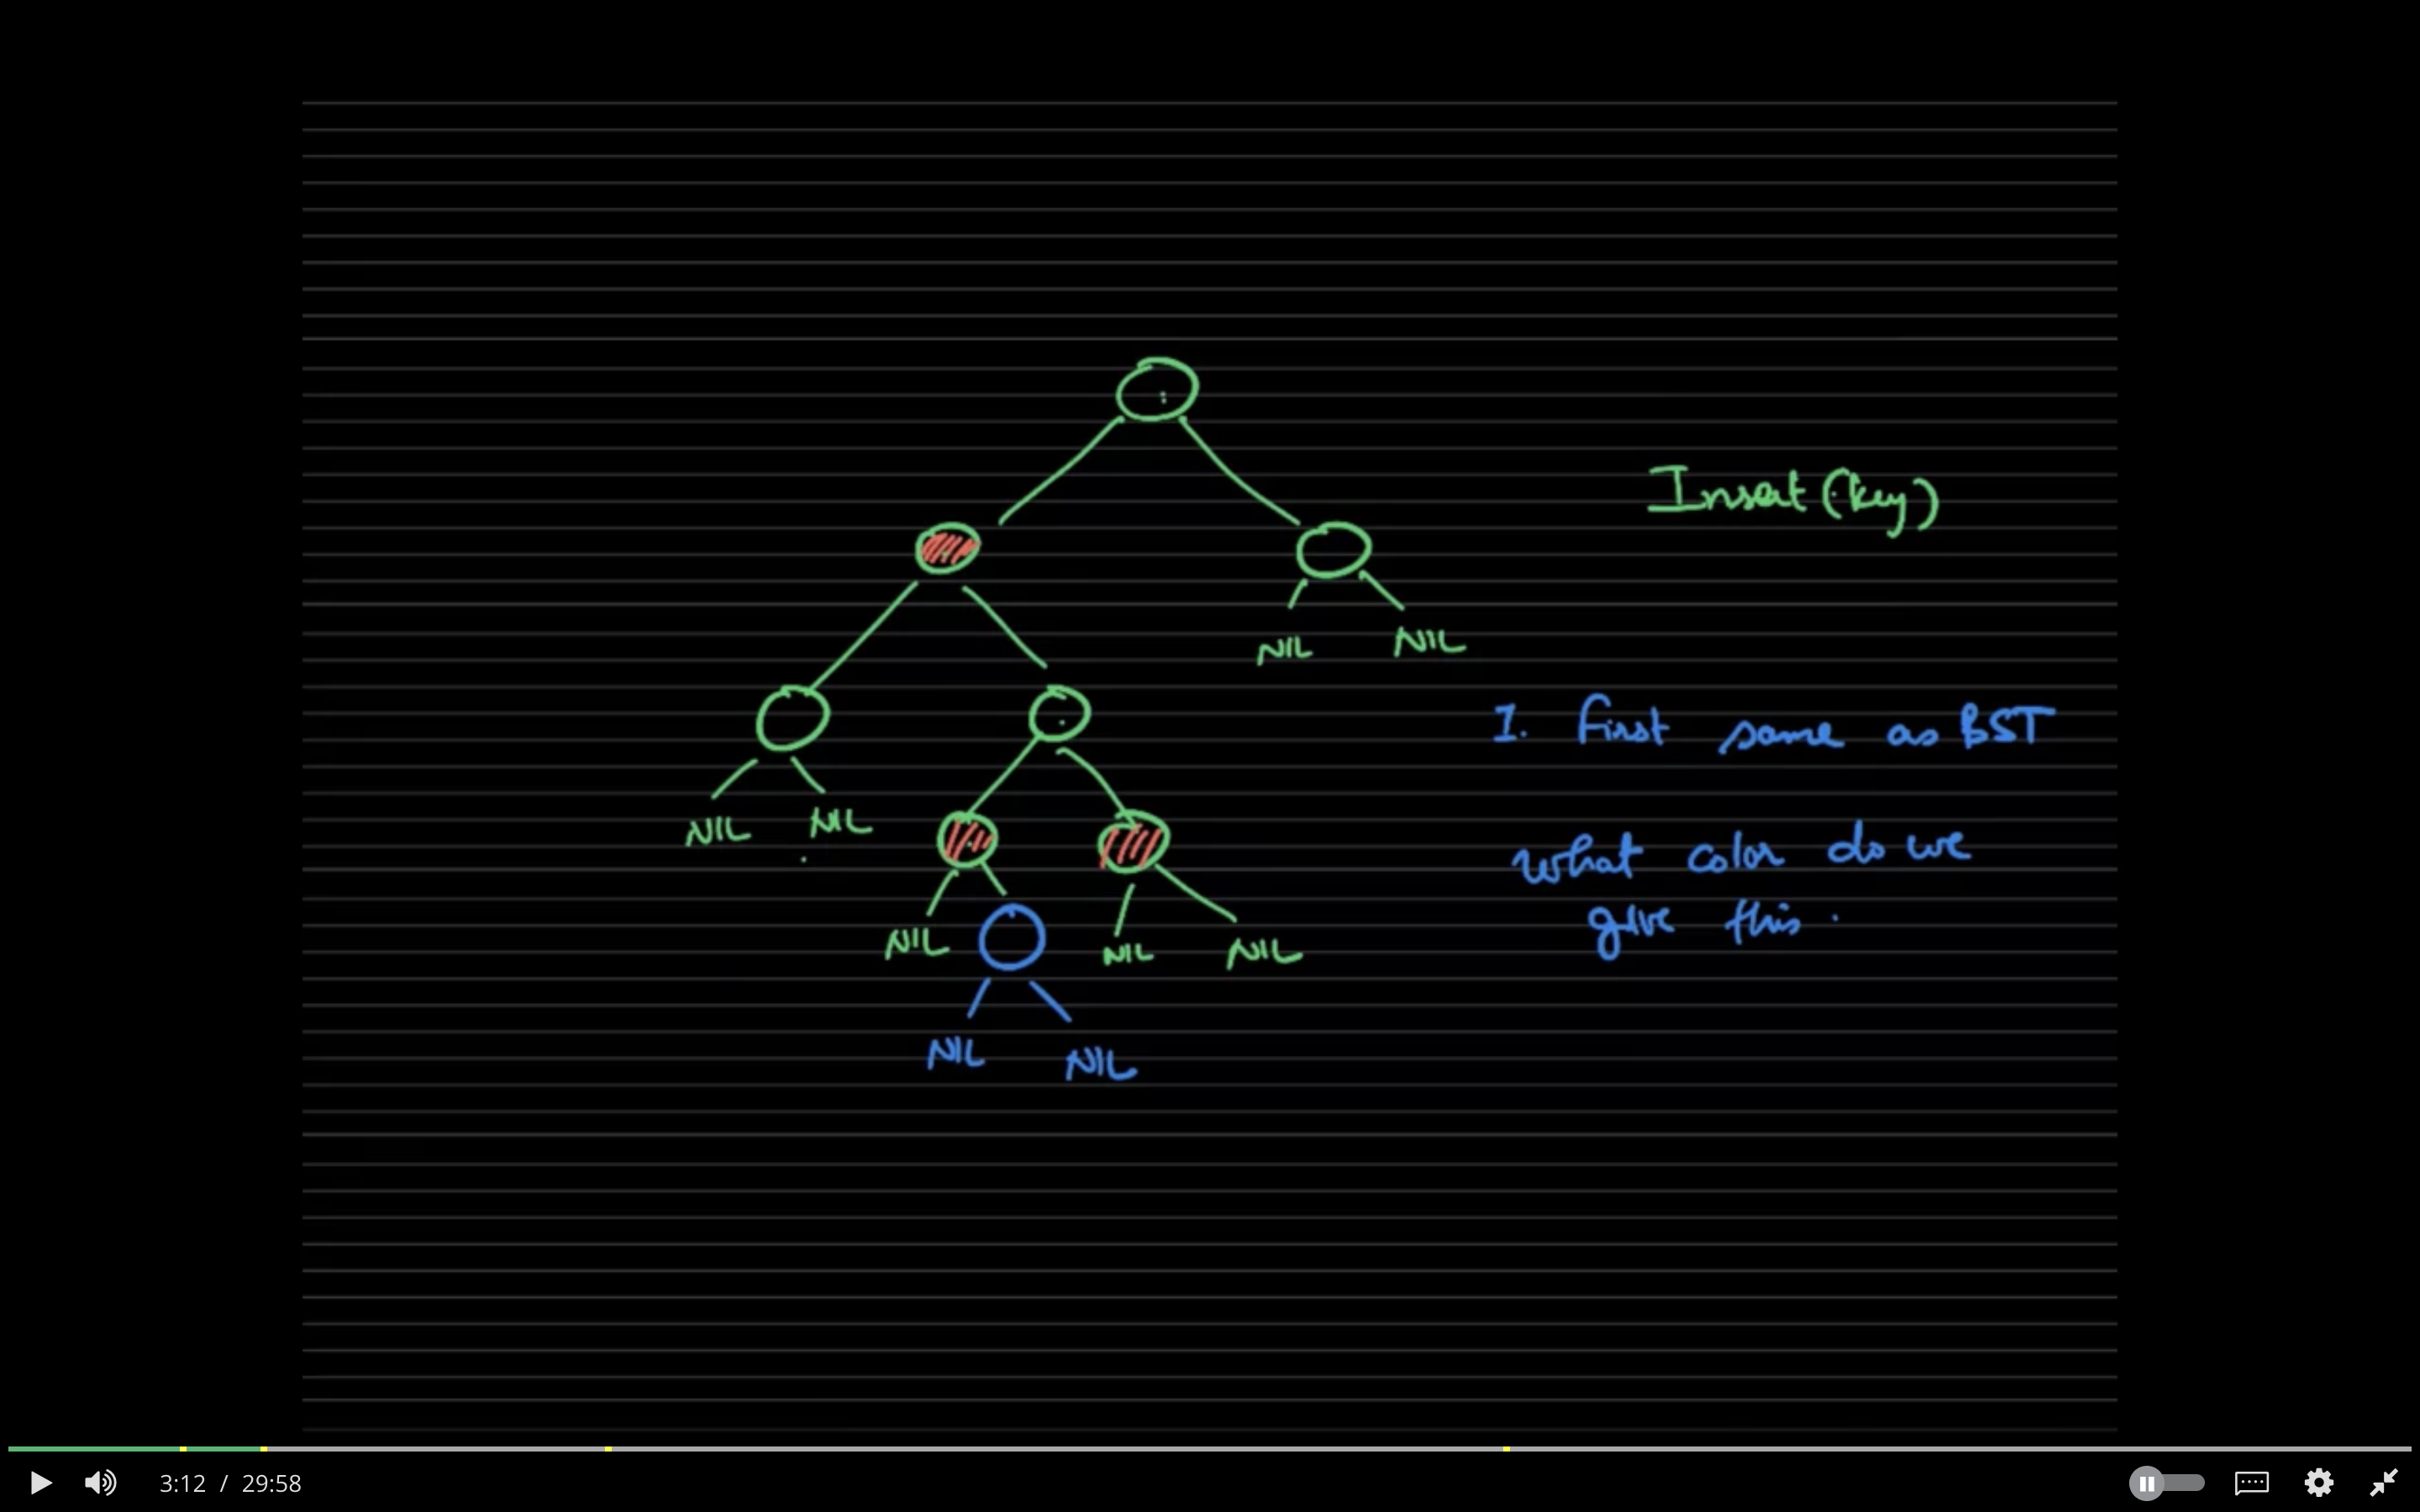 Insert (key)
NIL NIL
1. First same as BST
NIL NIL
what color do we
give this.
NIL NIL NIL
NIL NIL
3:12 / 29:58